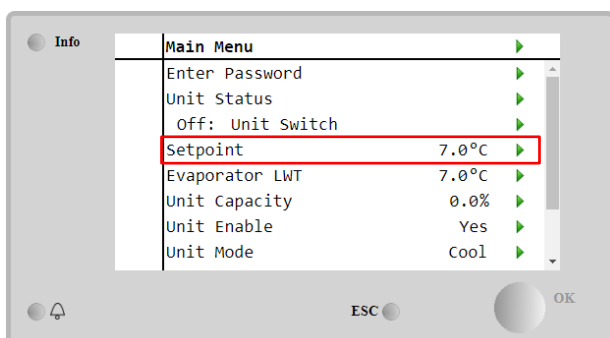 Info
Main Menu
Enter Password
Unit Status
Off: Unit Switch
Setpoint 7.0°C
Evaporator LWT 7.0°C
Unit Capacity 0.0%
Unit Enable Yes
Unit Mode Cool
ESC
OK